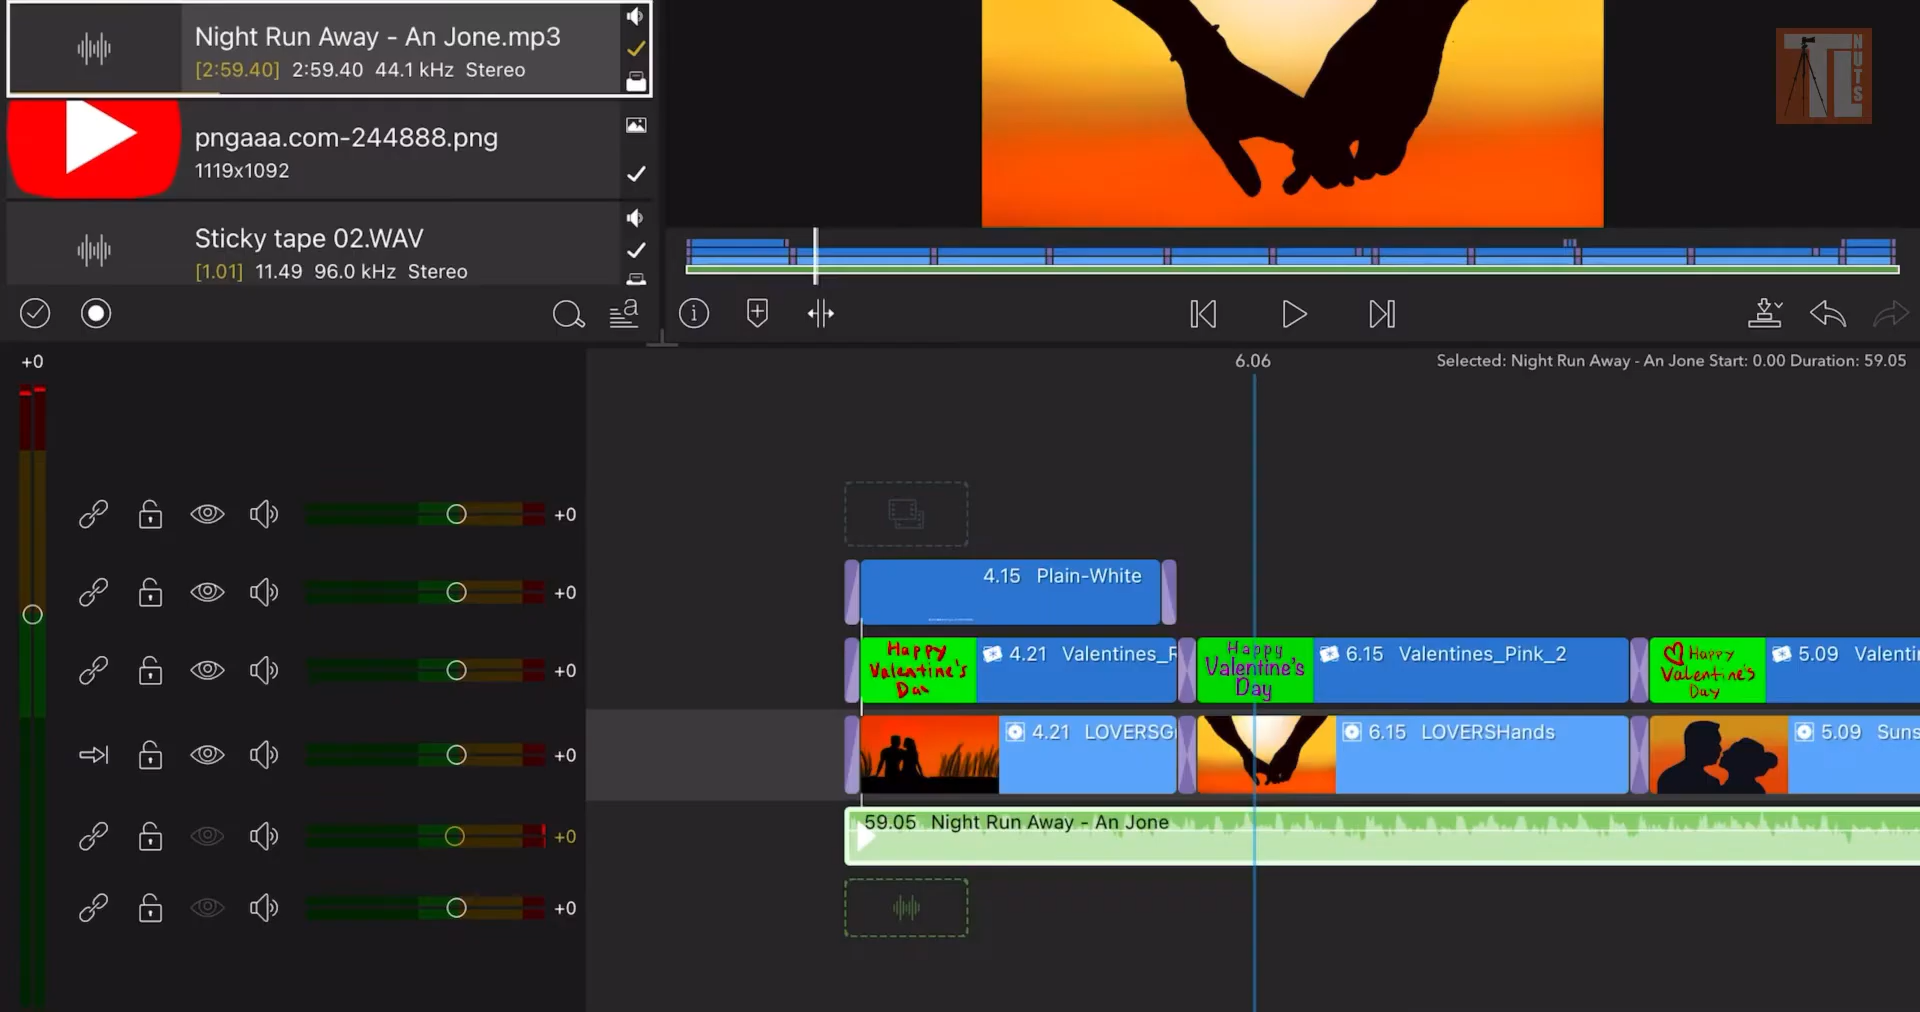 Night Run Away - An Jone.mp3
[2:59.40] 2:59.40 44.1 kHz Stereo
pngaaa.com-244888.png
1119x1092
Sticky tape 02.WAV
[1.01] 11.49 96.0 kHz Stereo
TL NUTS
+0
6.06
Selected: Night Run Away - An Jone Start: 0.00 Duration: 59.05
+0
4.15 Plain-White
+0
Happy Valentine's Da
4.21 Valentines_R
Happy Valentine's Day
6.15 Valentines_Pink_2
Happy Valentine's Day
5.09 Valenti
+0
4.21 LOVERSG
6.15 LOVERSHands
5.09 Suns
+0
59.05 Night Run Away - An Jone
+0
+0